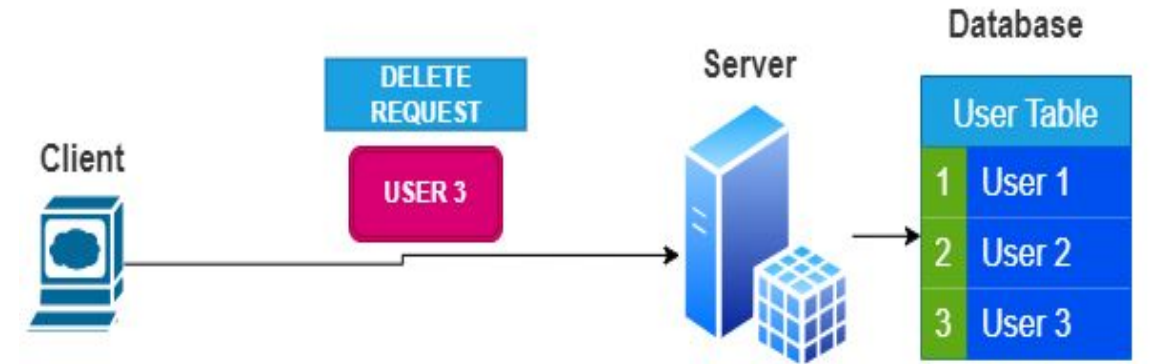 Client
DELETE
REQUEST
USER 3
Server
Database
User Table
1 User 1
2 User 2
3 User 3